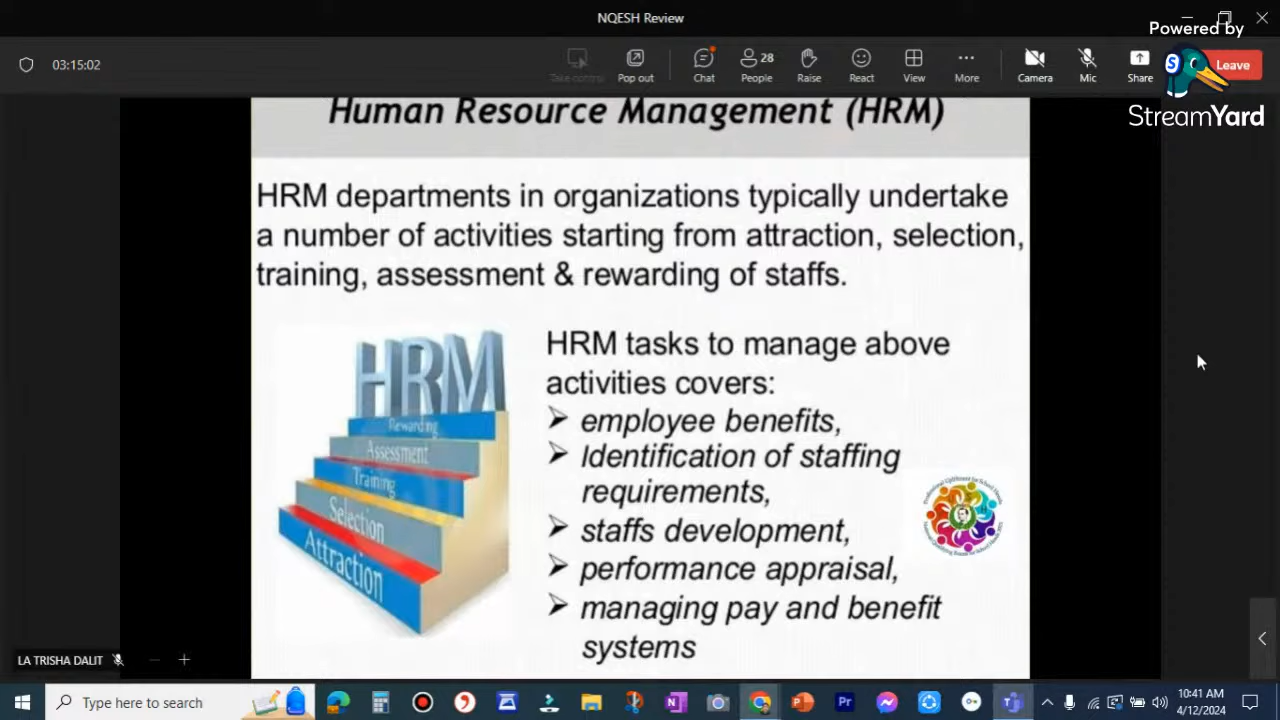 NQESH Review
Powered by
StreamYard
03:15:02
Take control
Pop out
Chat
28
People
Raise
React
View
More
Camera
Mic
Share
Leave
Human Resource Management (HRM)
HRM departments in organizations typically undertake
a number of activities starting from attraction, selection,
training, assessment & rewarding of staffs.
HRM
Rewarding
Assessment
Training
Selection
Attraction
HRM tasks to manage above
activities covers:
employee benefits,
Identification of staffing
requirements,
staffs development,
performance appraisal,
managing pay and benefit
systems
LA TRISHA DALIT
Type here to search
10:41 AM
4/12/2024